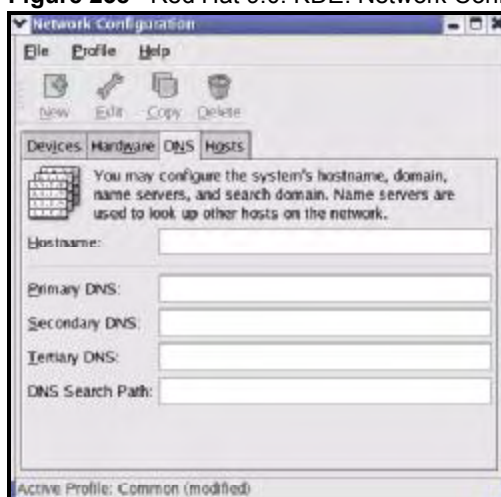 Red Hat 9.0: KDE: Network
Network Configuration
File Profile Help
New Edit Copy Delete
Devices Hardware DNS Hosts
You may configure the system's hostname, domain,
name servers, and search domain. Name servers are
used to look up other hosts on the network.
Hostname:
Primary DNS:
Secondary DNS:
Tertiary DNS:
DNS Search Path:
Active Profile: Common (modified)